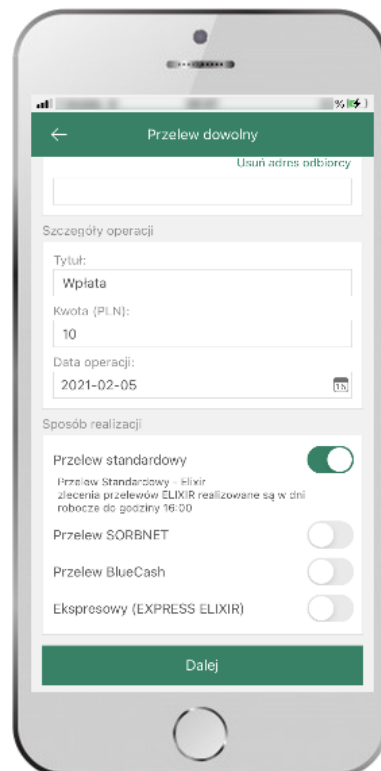 %
Przelew dowolny
Usuń adres odbiorcy
Szczegóły operacji
Tytuł:
Wpłata
Kwota (PLN):
10
Data operacji:
2021-02-05
15
Sposób realizacji
Przelew standardowy
Przelew Standardowy - Elixir
zlecenia przelewów ELIXIR realizowane są w dni
robocze do godziny 16:00
Przelew SORBNET
Przelew BlueCash
Ekspresowy (EXPRESS ELIXIR)
Dalej